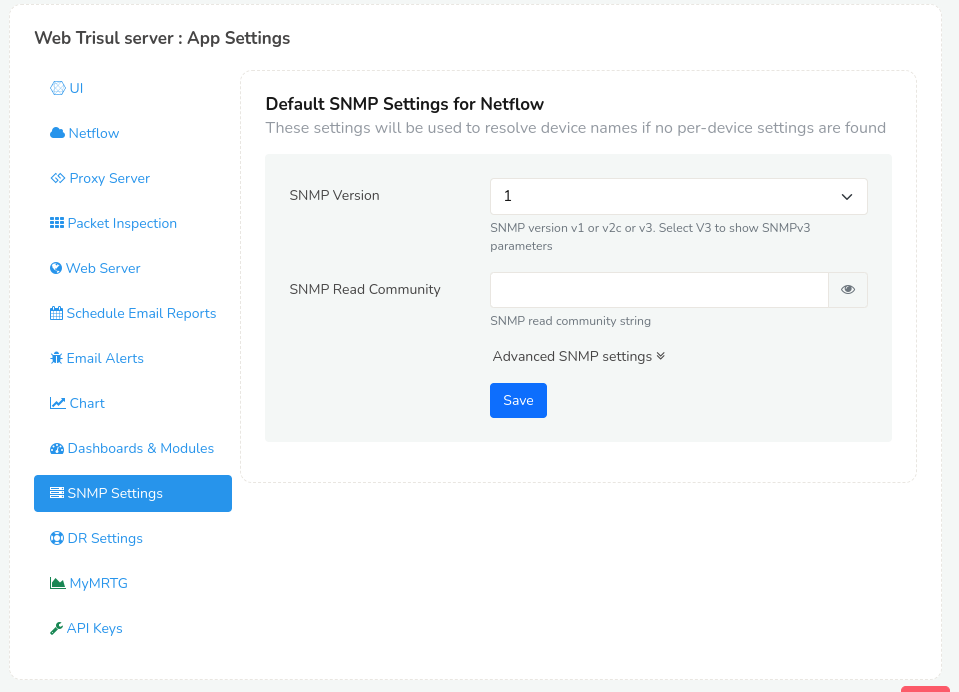 Web Trisul server : App Settings
UI
Netflow
Proxy Server
Packet Inspection
Web Server
Schedule Email Reports
Email Alerts
Chart
Dashboards & Modules
SNMP Settings
DR Settings
MyMRTG
API Keys
Default SNMP Settings for Netflow
These settings will be used to resolve device names if no per-device settings are found
SNMP Version
1
SNMP version v1 or v2c or v3. Select V3 to show SNMPv3
parameters
SNMP Read Community
SNMP read community string
Advanced SNMP settings
Save